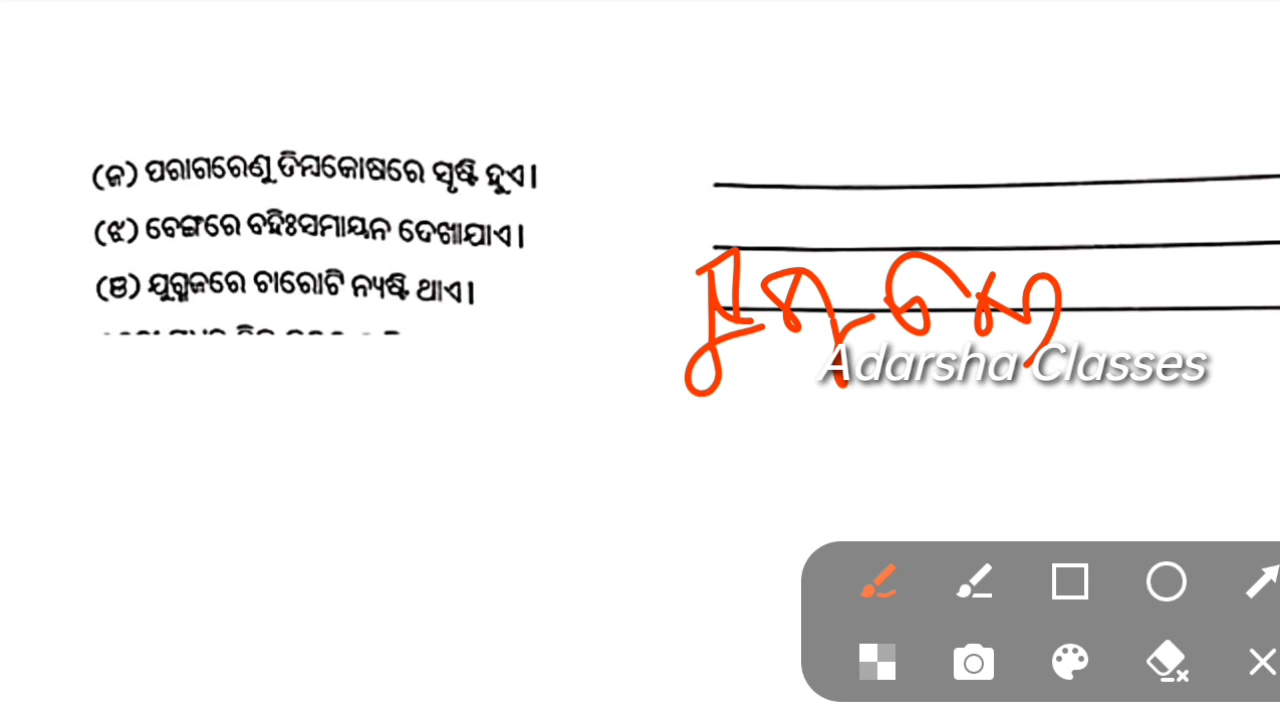 (ଜ) ପରାଗରେଣୁ ଡିମ୍ବକୋଷରେ ସୃଷ୍ଟି ହୁଏ।
(ଝ) ବେଙ୍ଗରେ ବହିଃସମାୟନ ଦେଖାଯାଏ।
(ଞ) ଯୁଗ୍ମଜରେ ଚାରୋଟି ନ୍ୟଷ୍ଟି ଥାଏ।
Adarsha Classes